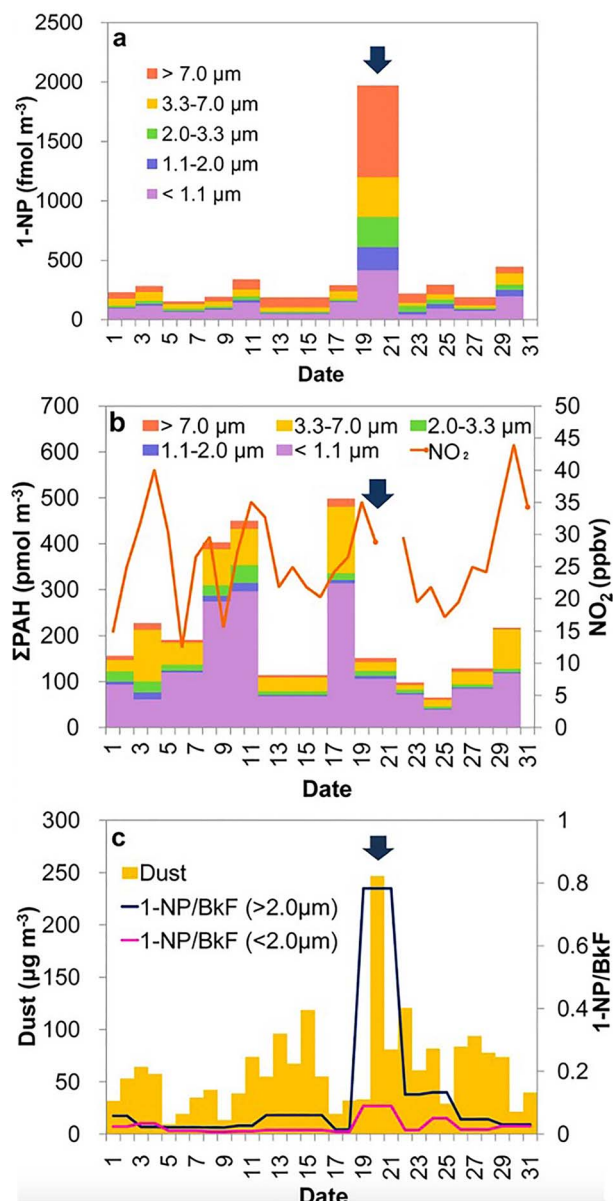 a
2500
2000
1500
1000
500
0
1-NP (fmol m⁻³)
> 7.0 µm
3.3-7.0 µm
2.0-3.3 µm
1.1-2.0 µm
< 1.1 µm
1 3 5 7 9 11 13 15 17 19 21 23 25 27 29 31
Date
b
700
600
500
400
300
200
100
0
ΣPAH (pmol m⁻³)
> 7.0 µm 3.3-7.0 µm 2.0-3.3 µm
1.1-2.0 µm < 1.1 µm NO₂
50
45
40
35
30
25
20
15
10
5
0
NO₂ (ppbv)
1 3 5 7 9 11 13 15 17 19 21 23 25 27 29 31
Date
c
300
250
200
150
100
50
0
Dust (µg m⁻³)
Dust
1-NP/BkF (>2.0µm)
1-NP/BkF (<2.0µm)
1
0.8
0.6
0.4
0.2
0
1-NP/BkF
1 3 5 7 9 11 13 15 17 19 21 23 25 27 29 31
Date